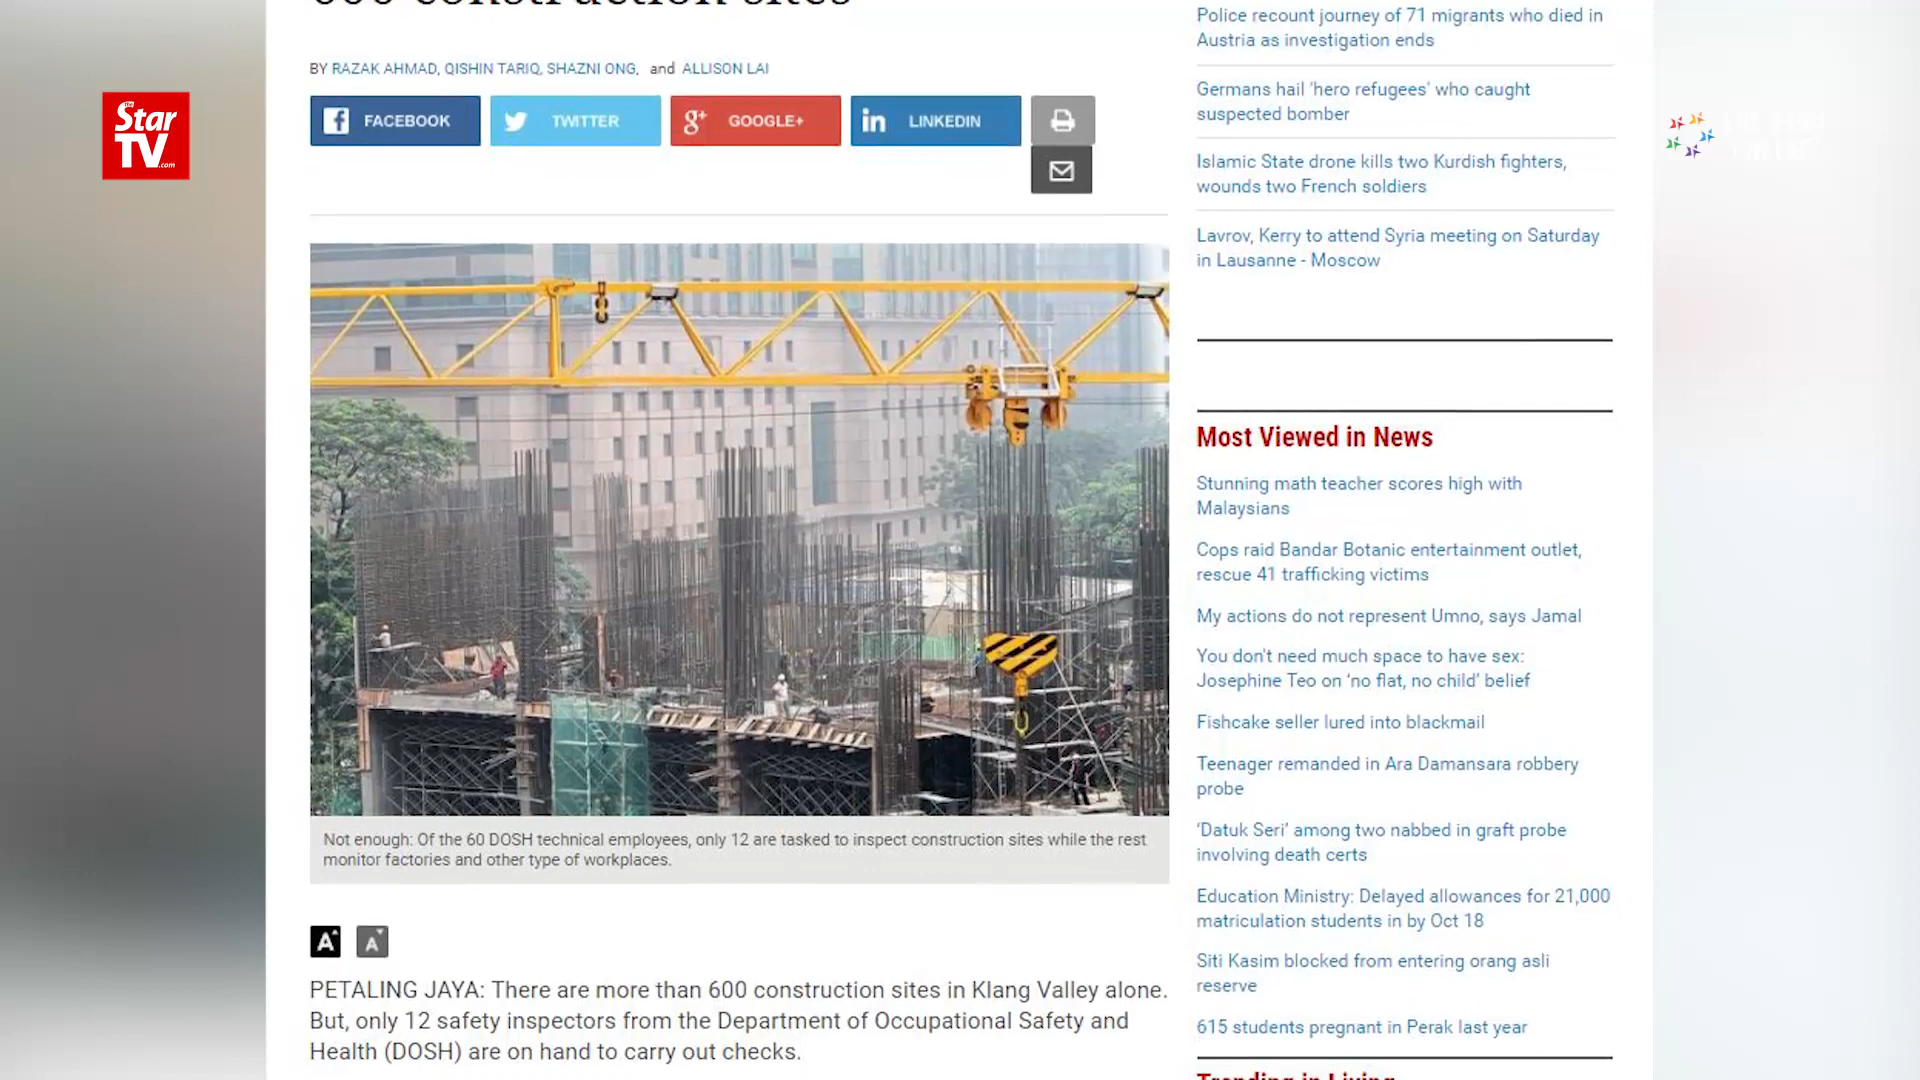 600 construction sites
BY RAZAK AHMAD, QISHIN TARIQ, SHAZNI ONG, and ALLISON LAI
FACEBOOK
TWITTER
GOOGLE+
LINKEDIN
The
Star
TV
.com
Not enough: Of the 60 DOSH technical employees, only 12 are tasked to inspect construction sites while the rest
monitor factories and other type of workplaces.
A
A
PETALING JAYA: There are more than 600 construction sites in Klang Valley alone.
But, only 12 safety inspectors from the Department of Occupational Safety and
Health (DOSH) are on hand to carry out checks.
Police recount journey of 71 migrants who died in
Austria as investigation ends
Germans hail 'hero refugees' who caught
suspected bomber
Islamic State drone kills two Kurdish fighters,
wounds two French soldiers
Lavrov, Kerry to attend Syria meeting on Saturday
in Lausanne - Moscow
Most Viewed in News
Stunning math teacher scores high with
Malaysians
Cops raid Bandar Botanic entertainment outlet,
rescue 41 trafficking victims
My actions do not represent Umno, says Jamal
You don't need much space to have sex:
Josephine Teo on ‘no flat, no child’ belief
Fishcake seller lured into blackmail
Teenager remanded in Ara Damansara robbery
probe
‘Datuk Seri’ among two nabbed in graft probe
involving death certs
Education Ministry: Delayed allowances for 21,000
matriculation students in by Oct 18
Siti Kasim blocked from entering orang asli
reserve
615 students pregnant in Perak last year
Trending in Living